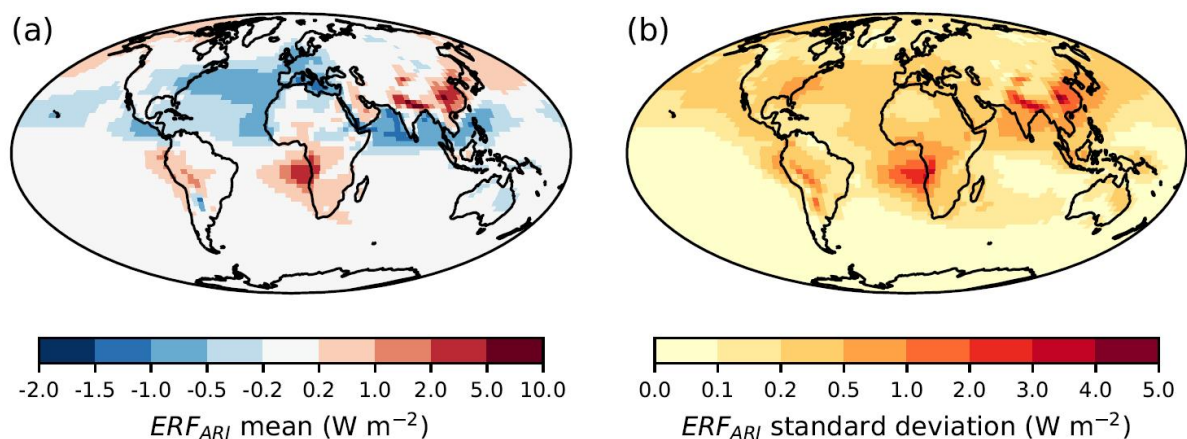 (a)
(b)
-2.0 -1.5 -1.0 -0.5 -0.2 0.2 1.0 2.0 5.0 10.0
ERF_ARI mean (W m⁻²)
0.0 0.1 0.2 0.5 1.0 2.0 3.0 4.0 5.0
ERF_ARI standard deviation (W m⁻²)